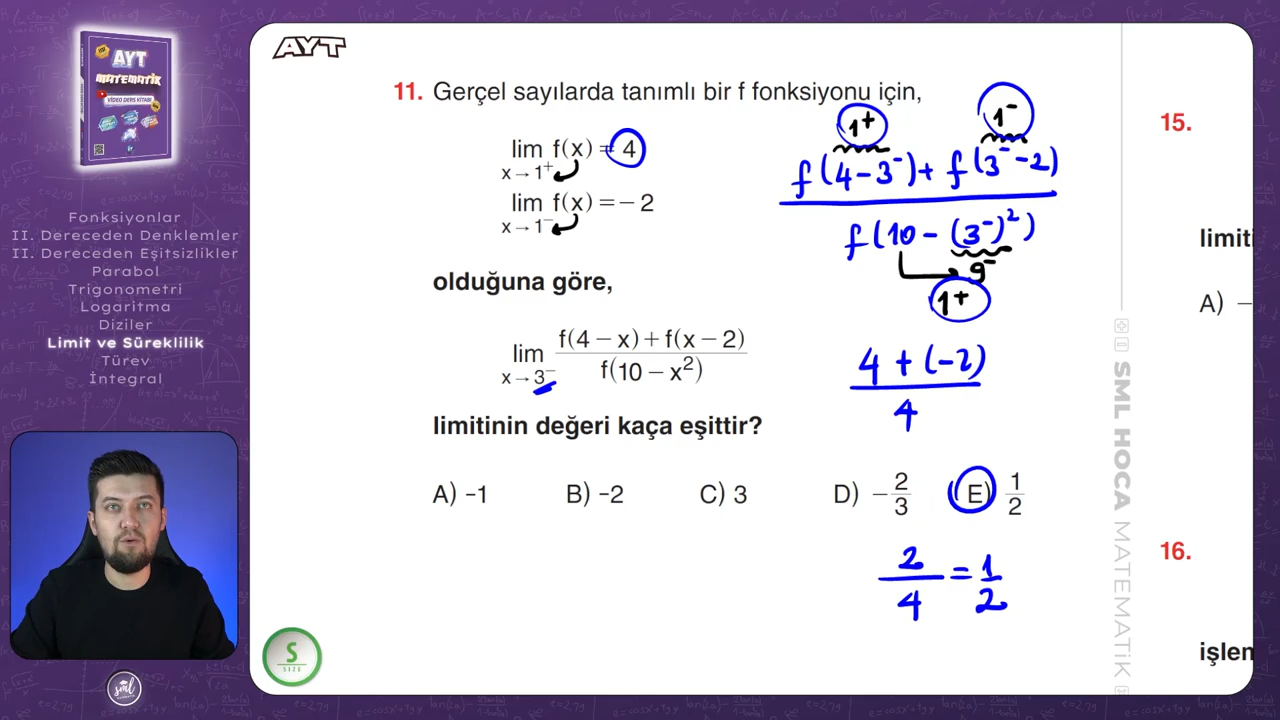 AYT
MATEMATİK
VİDEO DERS KİTABI
Fonksiyonlar
II. Dereceden Denklemler
II. Dereceden Eşitsizlikler
Parabol
Trigonometri
Logaritma
Diziler
Limit ve Süreklilik
Türev
İntegral
sml
AYT
11. Gerçel sayılarda tanımlı bir f fonksiyonu için,
lim f(x) = 4
x→1⁺
lim f(x) = −2
x→1⁻
olduğuna göre,
lim f(4 − x) + f(x − 2)
x→3⁻ f(10 − x²)
limitinin değeri kaça eşittir?
A) -1 B) -2 C) 3 D) −2/3 E) 1/2
1⁺ 1⁻
f(4−3⁻) + f(3⁻−2)
f(10 − (3⁻)²)
9⁻
1⁺
4 + (−2)
4
2/4 = 1/2
S
SIZE
SML HOCA MATEMATİK
15.
limiti
A) −
16.
işlen